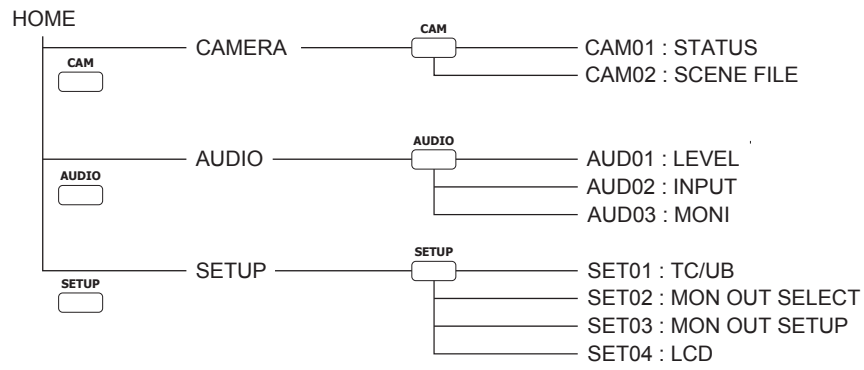 HOME
CAM
CAMERA
CAM
CAM01 : STATUS
CAM02 : SCENE FILE
AUDIO
AUDIO
AUDIO
AUD01 : LEVEL
AUD02 : INPUT
AUD03 : MONI
SETUP
SETUP
SETUP
SET01 : TC/UB
SET02 : MON OUT SELECT
SET03 : MON OUT SETUP
SET04 : LCD